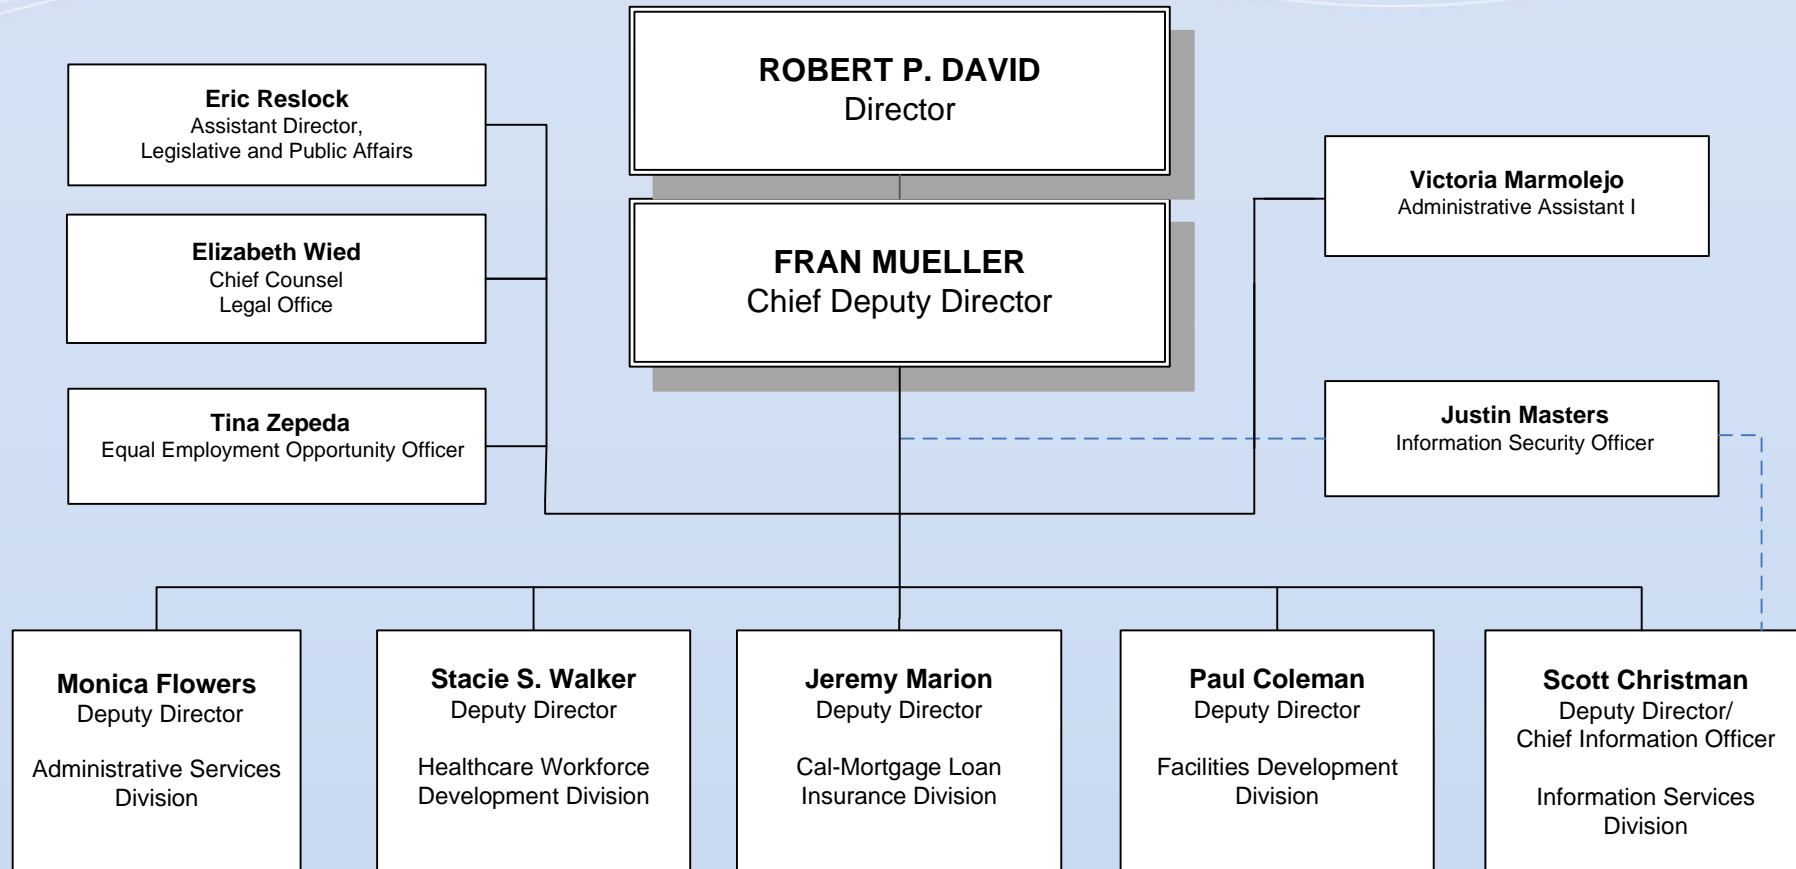 ROBERT P. DAVID
Director
Eric Reslock
Assistant Director,
Legislative and Public Affairs
Victoria Marmolejo
Administrative Assistant I
Elizabeth Wied
Chief Counsel
Legal Office
FRAN MUELLER
Chief Deputy Director
Tina Zepeda
Equal Employment Opportunity Officer
Justin Masters
Information Security Officer
Monica Flowers
Deputy Director
Administrative Services
Division
Stacie S. Walker
Deputy Director
Healthcare Workforce
Development Division
Jeremy Marion
Deputy Director
Cal-Mortgage Loan
Insurance Division
Paul Coleman
Deputy Director
Facilities Development
Division
Scott Christman
Deputy Director/
Chief Information Officer
Information Services
Division